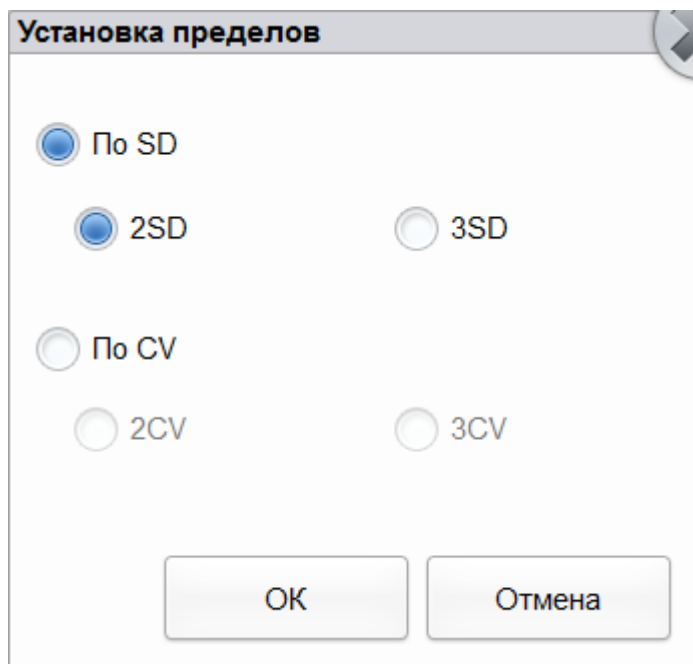 Установка пределов
По SD
2SD 3SD
По CV
2CV 3CV
ОК Отмена